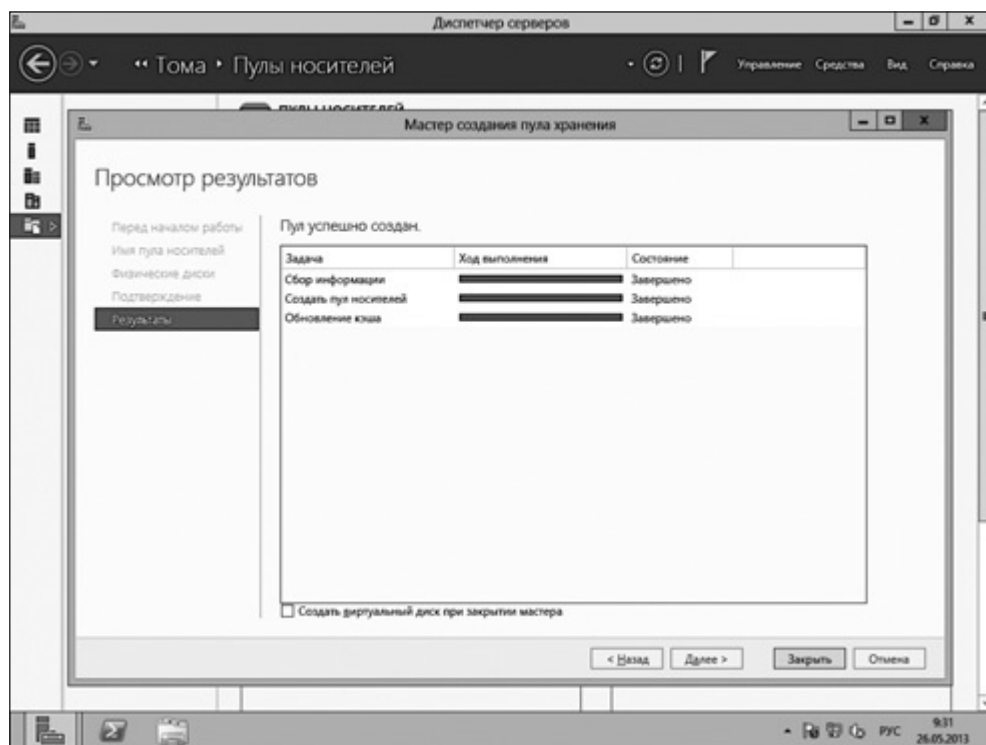 Диспетчер серверов
Тома • Пулы носителей
Управление Средства Вид Справка
ПУЛЫ НОСИТЕЛЕЙ
Мастер создания пула хранения
Просмотр результатов
Перед началом работы
Имя пула носителей
Физические диски
Подтверждение
Результаты
Пул успешно создан.
Задача Ход выполнения Состояние
Сбор информации Завершено
Создать пул носителей Завершено
Обновление кэша Завершено
Создать виртуальный диск при закрытии мастера
< Назад Далее > Закрыть Отмена
РУС
9:31
26.05.2013